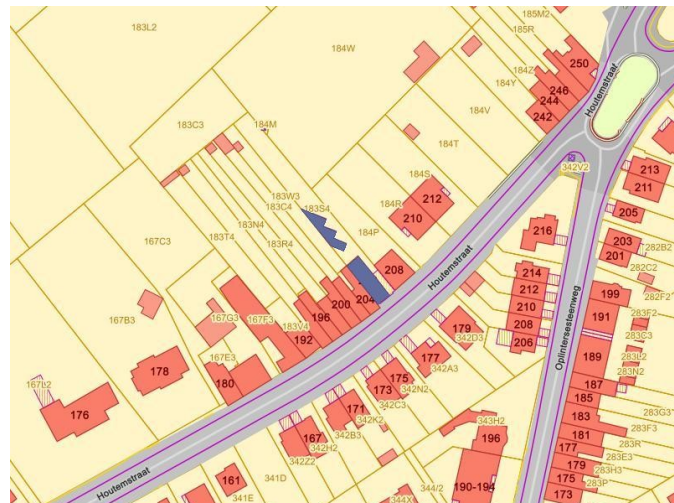 183L2
184W
185M2
185R
250
184Z
246
184Y
244
242
Houtemstraat
183C3
184M
184V
184T
342V2
213
211
183W3
184S
183C4
183S4
212
184R
210
205
183N4
184P
216
203
282B2
183T4
201
167C3
183R4
Houtemstraat
282C2
208
214
282F2
212
199
167B3
167G3
200
204
210
283F2
167F3
196
191
183V4
179
208
283C3
192
342D3
206
Oplintersesteenweg
167E3
177
189
283L2
178
342A3
283N2
167L2
180
175
342N2
187
173
185
342C3
176
171
183
283G3
342K2
343H2
283F3
342B3
181
167
196
283R
342H2
177
283E3
342Z2
179
283H3
161
341D
175
283P
Houtemstraat
344/2
190-194
173
341E
344X